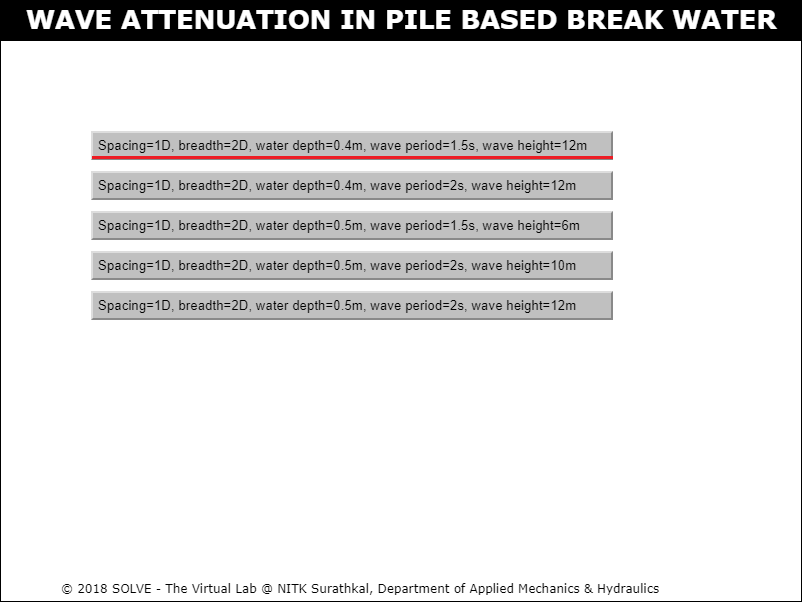 WAVE ATTENUATION IN PILE BASED BREAK WATER
Spacing=1D, breadth=2D, water depth=0.4m, wave period=1.5s, wave height=12m
Spacing=1D, breadth=2D, water depth=0.4m, wave period=2s, wave height=12m
Spacing=1D, breadth=2D, water depth=0.5m, wave period=1.5s, wave height=6m
Spacing=1D, breadth=2D, water depth=0.5m, wave period=2s, wave height=10m
Spacing=1D, breadth=2D, water depth=0.5m, wave period=2s, wave height=12m
© 2018 SOLVE - The Virtual Lab @ NITK Surathkal, Department of Applied Mechanics & Hydraulics